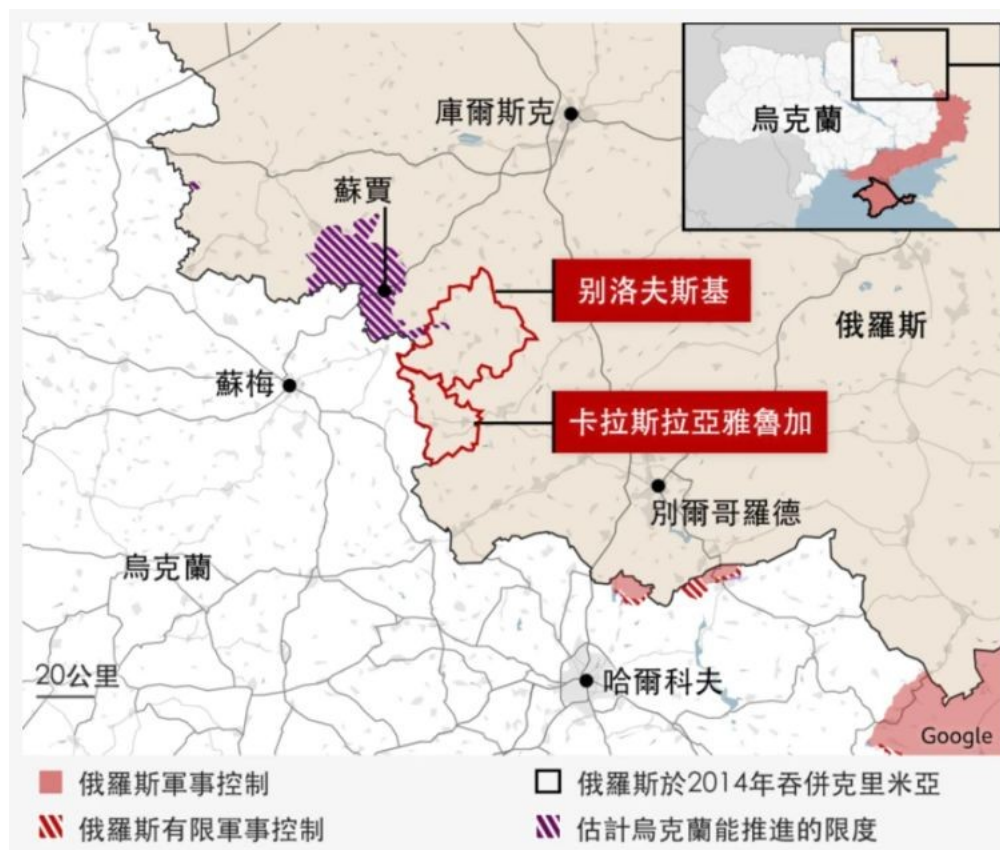 庫爾斯克
烏克蘭
蘇賈
别洛夫斯基
俄羅斯
蘇梅
卡拉斯拉亞雅魯加
別爾哥羅德
烏克蘭
20公里
哈爾科夫
Google
俄羅斯軍事控制
俄羅斯於2014年吞併克里米亞
俄羅斯有限軍事控制
估計烏克蘭能推進的限度